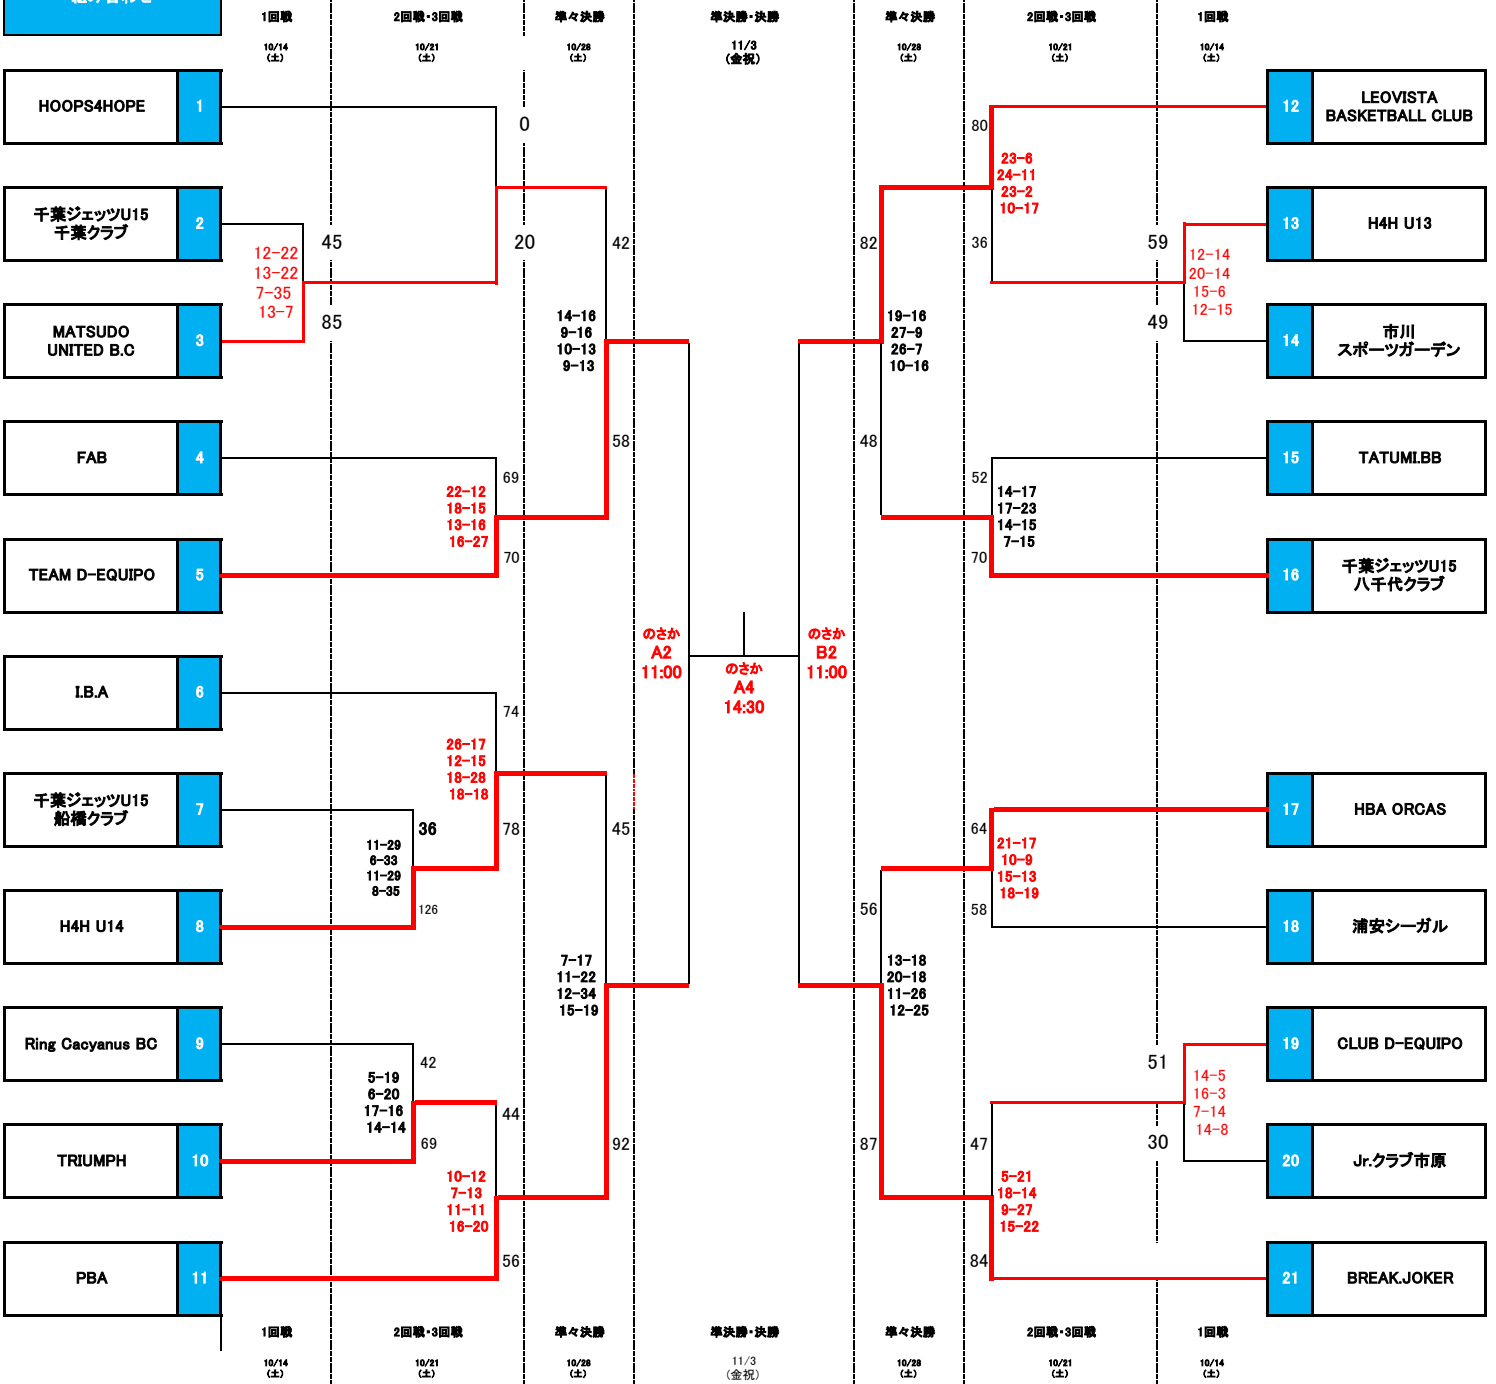 組み合わせ
1回戦
2回戦・3回戦
準々決勝
準決勝・決勝
準々決勝
2回戦・3回戦
1回戦
10/14
(土)
10/21
(土)
10/28
(土)
11/3
(金祝)
10/28
(土)
10/21
(土)
10/14
(土)
HOOPS4HOPE 1
千葉ジェッツU15
千葉クラブ
2
MATSUDO
UNITED B.C
3
FAB 4
TEAM D-EQUIPO 5
I.B.A 6
千葉ジェッツU15
船橋クラブ
7
H4H U14 8
Ring Cacyanus BC 9
TRIUMPH 10
PBA 11
0
20
45
12-22
13-22
7-35
13-7
85
42
14-16
9-16
10-13
9-13
58
69
22-12
18-15
13-16
16-27
70
74
26-17
12-15
18-28
18-18
78
36
11-29
6-33
11-29
8-35
126
45
7-17
11-22
12-34
15-19
92
42
5-19
6-20
17-16
14-14
69
44
10-12
7-13
11-11
16-20
56
のさか
A2
11:00
のさか
A4
14:30
のさか
B2
11:00
80
23-6
24-11
23-2
10-17
36
82
19-16
27-9
26-7
10-16
48
59
12-14
20-14
15-6
12-15
49
52
14-17
17-23
14-15
7-15
70
64
21-17
10-9
15-13
18-19
58
56
13-18
20-18
11-26
12-25
87
51
14-5
16-3
7-14
14-8
30
47
5-21
18-14
9-27
15-22
84
12
LEOVISTA
BASKETBALL CLUB
13 H4H U13
14
市川
スポーツガーデン
15 TATUMI.BB
16
千葉ジェッツU15
八千代クラブ
17 HBA ORCAS
18 浦安シーガル
19 CLUB D-EQUIPO
20 Jr.クラブ市原
21 BREAK.JOKER
1回戦
2回戦・3回戦
準々決勝
準決勝・決勝
準々決勝
2回戦・3回戦
1回戦
10/14
(土)
10/21
(土)
10/28
(土)
11/3
(金祝)
10/28
(土)
10/21
(土)
10/14
(土)